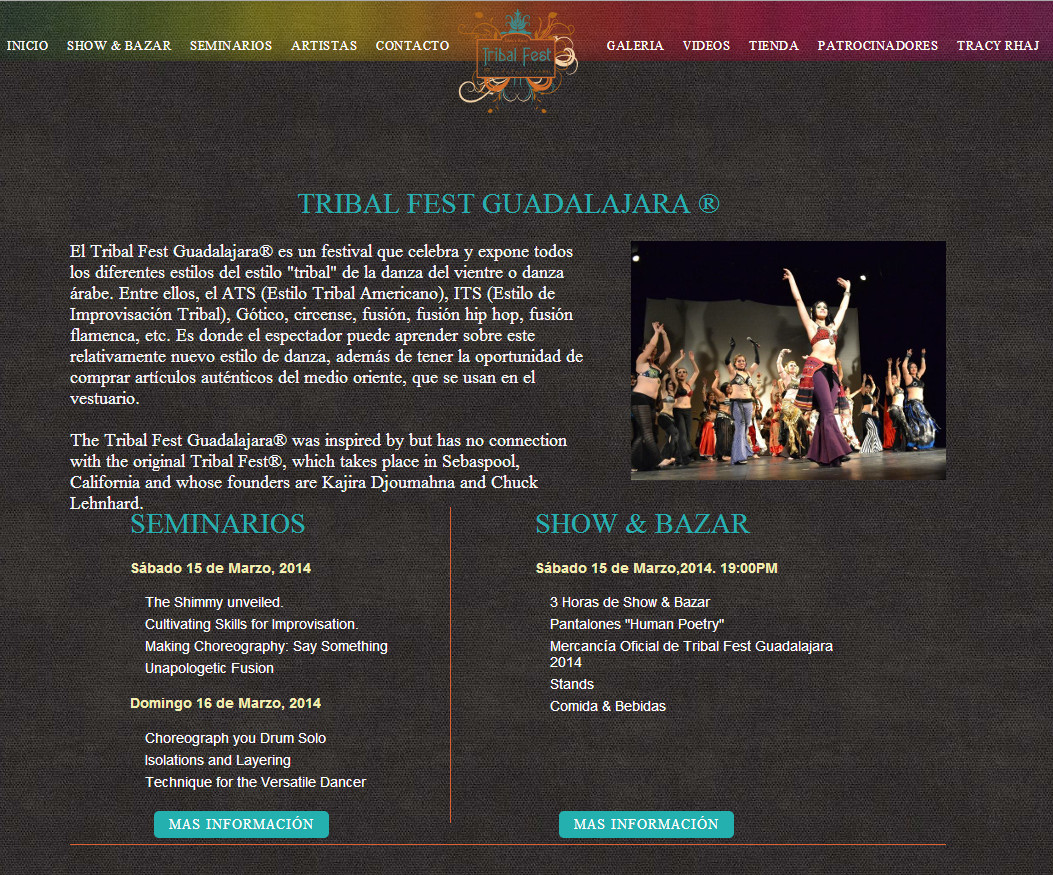 INICIO SHOW & BAZAR SEMINARIOS ARTISTAS CONTACTO Tribal Fest GALERIA VIDEOS TIENDA PATROCINADORES TRACY RHAJ
TRIBAL FEST GUADALAJARA ®
El Tribal Fest Guadalajara® es un festival que celebra y expone todos
los diferentes estilos del estilo "tribal" de la danza del vientre o danza
árabe. Entre ellos, el ATS (Estilo Tribal Americano), ITS (Estilo de
Improvisación Tribal), Gótico, circense, fusión, fusión hip hop, fusión
flamenca, etc. Es donde el espectador puede aprender sobre este
relativamente nuevo estilo de danza, además de tener la oportunidad de
comprar artículos auténticos del medio oriente, que se usan en el
vestuario.
The Tribal Fest Guadalajara® was inspired by but has no connection
with the original Tribal Fest®, which takes place in Sebaspool,
California and whose founders are Kajira Djoumahna and Chuck
Lehnhard.
SEMINARIOS
Sábado 15 de Marzo, 2014
The Shimmy unveiled.
Cultivating Skills for Improvisation.
Making Choreography: Say Something
Unapologetic Fusion
Domingo 16 de Marzo, 2014
Choreograph you Drum Solo
Isolations and Layering
Technique for the Versatile Dancer
MAS INFORMACIÓN
SHOW & BAZAR
Sábado 15 de Marzo,2014. 19:00PM
3 Horas de Show & Bazar
Pantalones "Human Poetry"
Mercancía Oficial de Tribal Fest Guadalajara
2014
Stands
Comida & Bebidas
MAS INFORMACIÓN